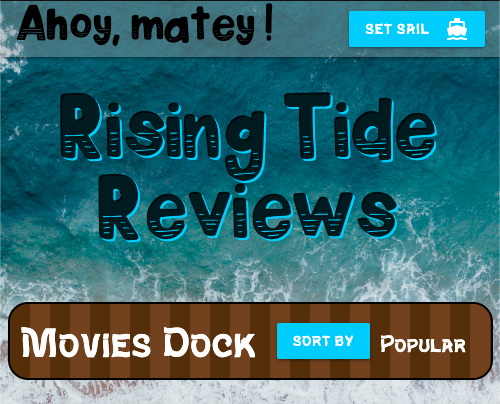 Ahoy, matey!
SET SAIL
Rising Tide
Reviews
Movies Dock
SORT BY
Popular